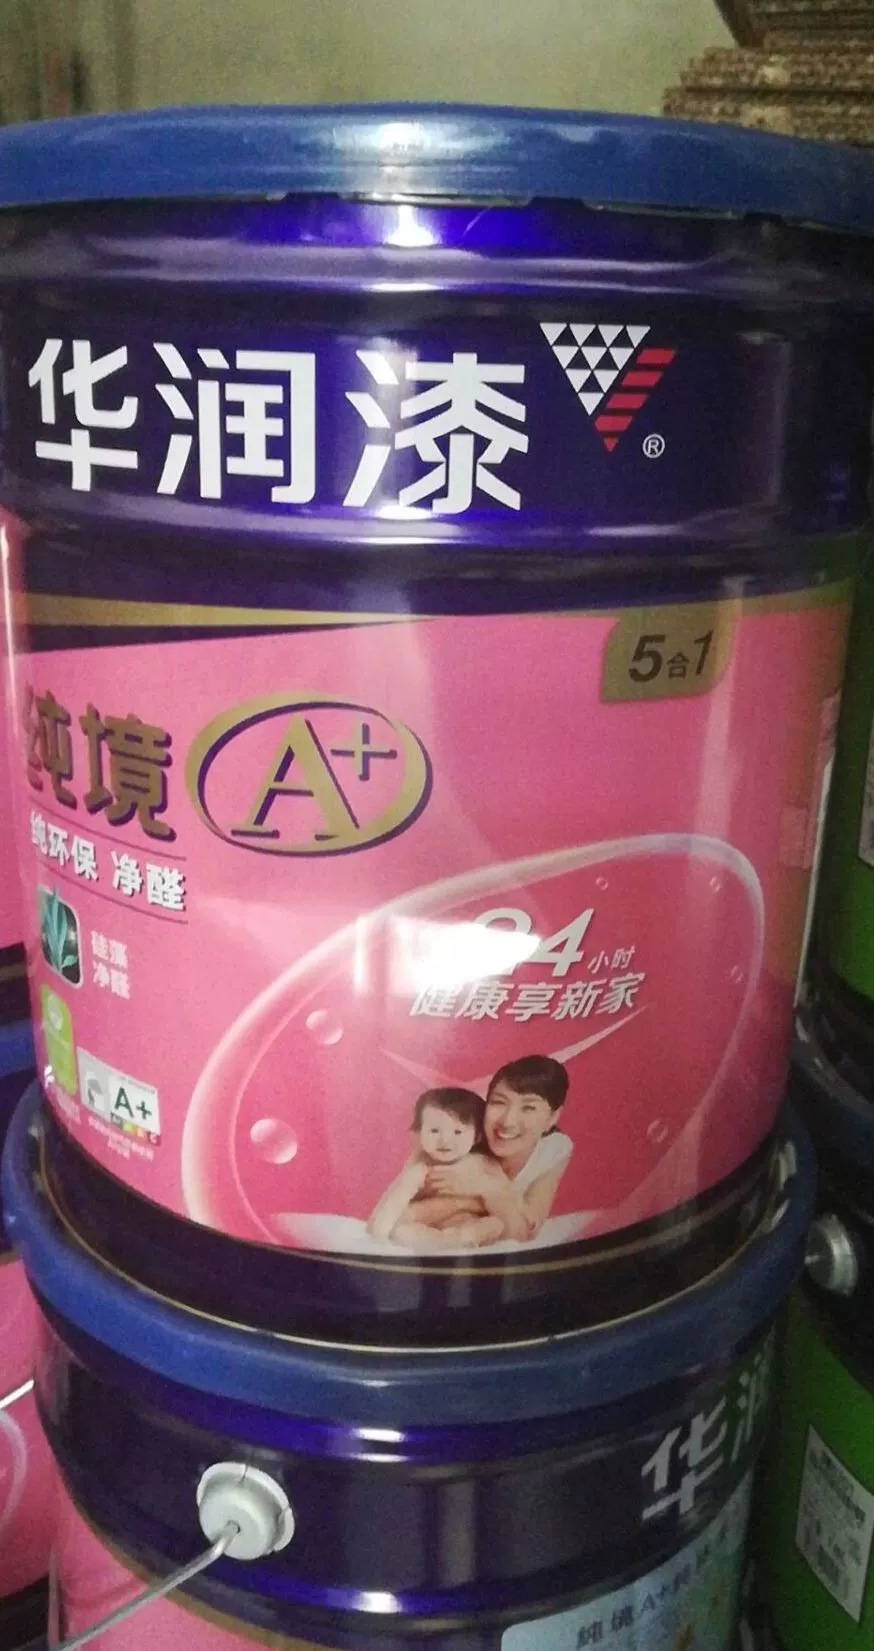 华润漆®
5合1
纯境 A+
纯环保 净醛
硅藻
净醛
24小时
健康享新家
A+
华润
纯境A+